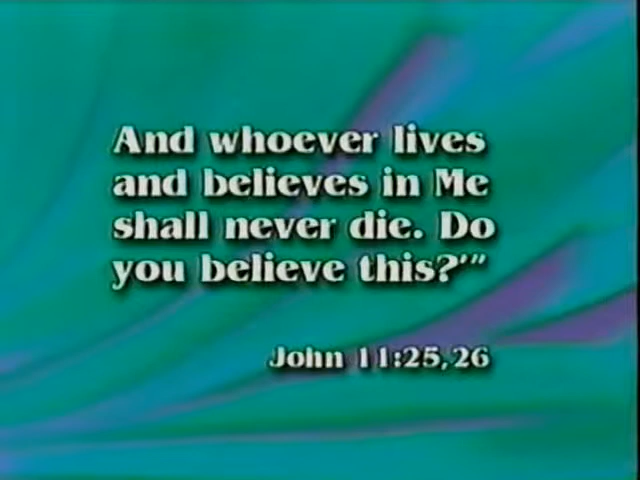 And whoever lives
and believes in Me
shall never die. Do
you believe this?'"
John 11:25,26